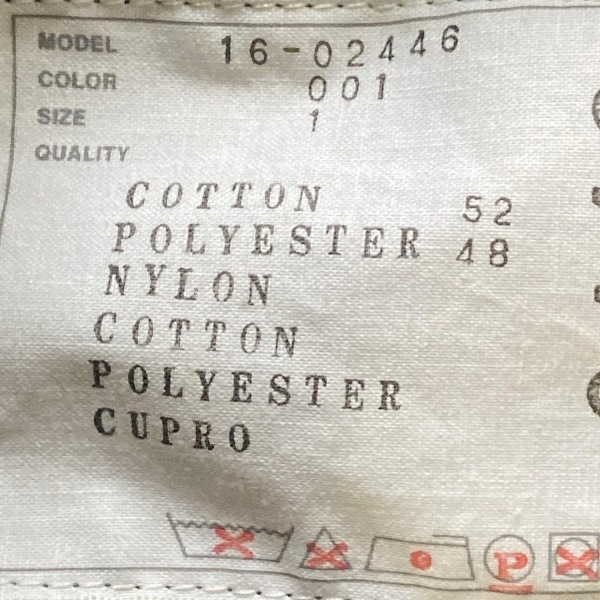 MODEL 16-02446
COLOR 001
SIZE 1
QUALITY
COTTON 52
POLYESTER 48
NYLON
COTTON
POLYESTER
CUPRO
P